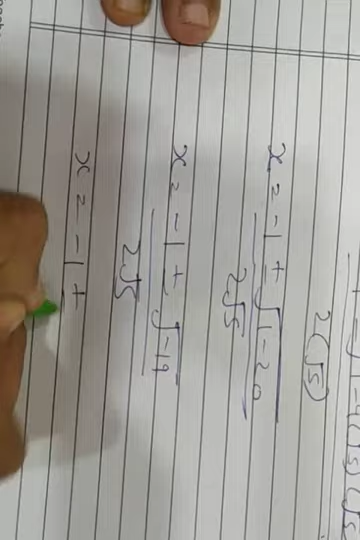 2(√5)
x = -1 ± √1-20
2√5
x = -1 ± √-19
2√5
x = -1 ±